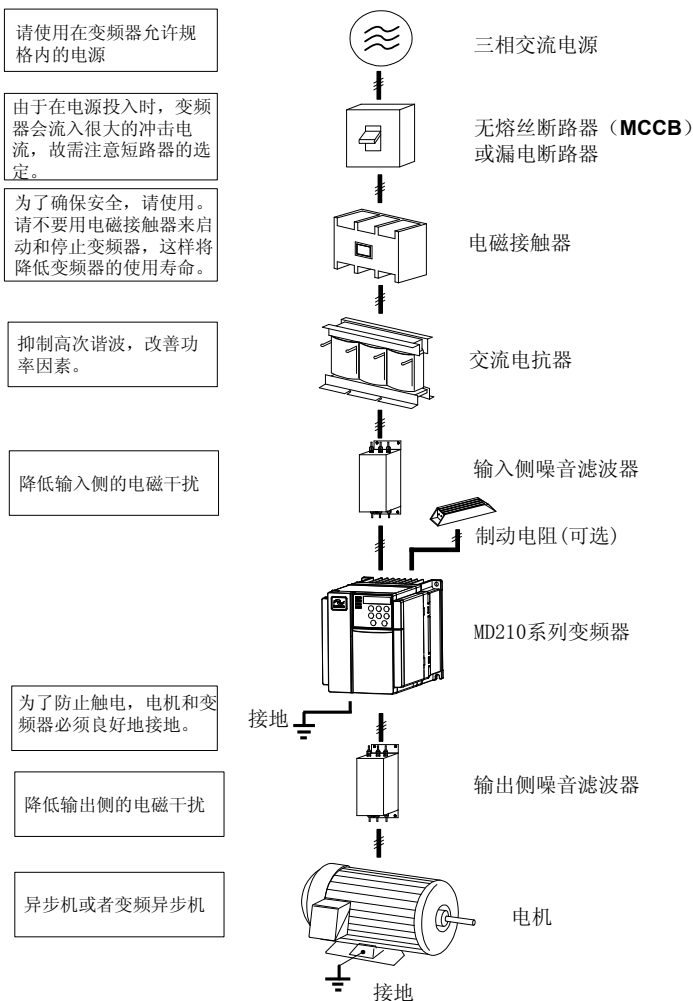 请使用在变频器允许规
格内的电源
三相交流电源
由于在电源投入时，变频
器会流入很大的冲击电
流，故需注意短路器的选
定。
无熔丝断路器（MCCB）
或漏电断路器
为了确保安全，请使用。
请不要用电磁接触器来启
动和停止变频器，这样将
降低变频器的使用寿命。
电磁接触器
抑制高次谐波，改善功
率因素。
交流电抗器
输入侧噪音滤波器
降低输入侧的电磁干扰
制动电阻(可选)
MD210系列变频器
为了防止触电，电机和变
频器必须良好地接地。
接地
输出侧噪音滤波器
降低输出侧的电磁干扰
异步机或者变频异步机
电机
接地